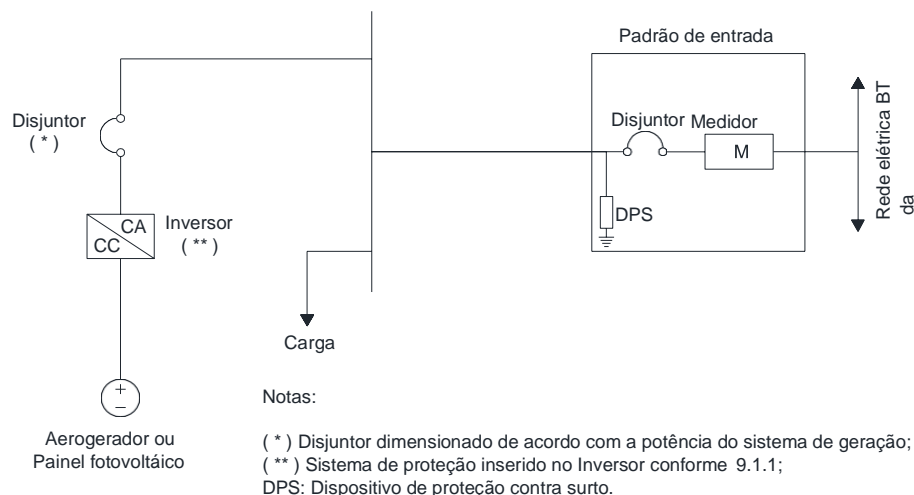 Padrão de entrada
Disjuntor
( * )
Disjuntor
Medidor
M
DPS
Rede elétrica BT
da
CA
CC
Inversor
( ** )
Carga
+
−
Aerogerador ou
Painel fotovoltáico
Notas:
( * ) Disjuntor dimensionado de acordo com a potência do sistema de geração;
( ** ) Sistema de proteção inserido no Inversor conforme 9.1.1;
DPS: Dispositivo de proteção contra surto.